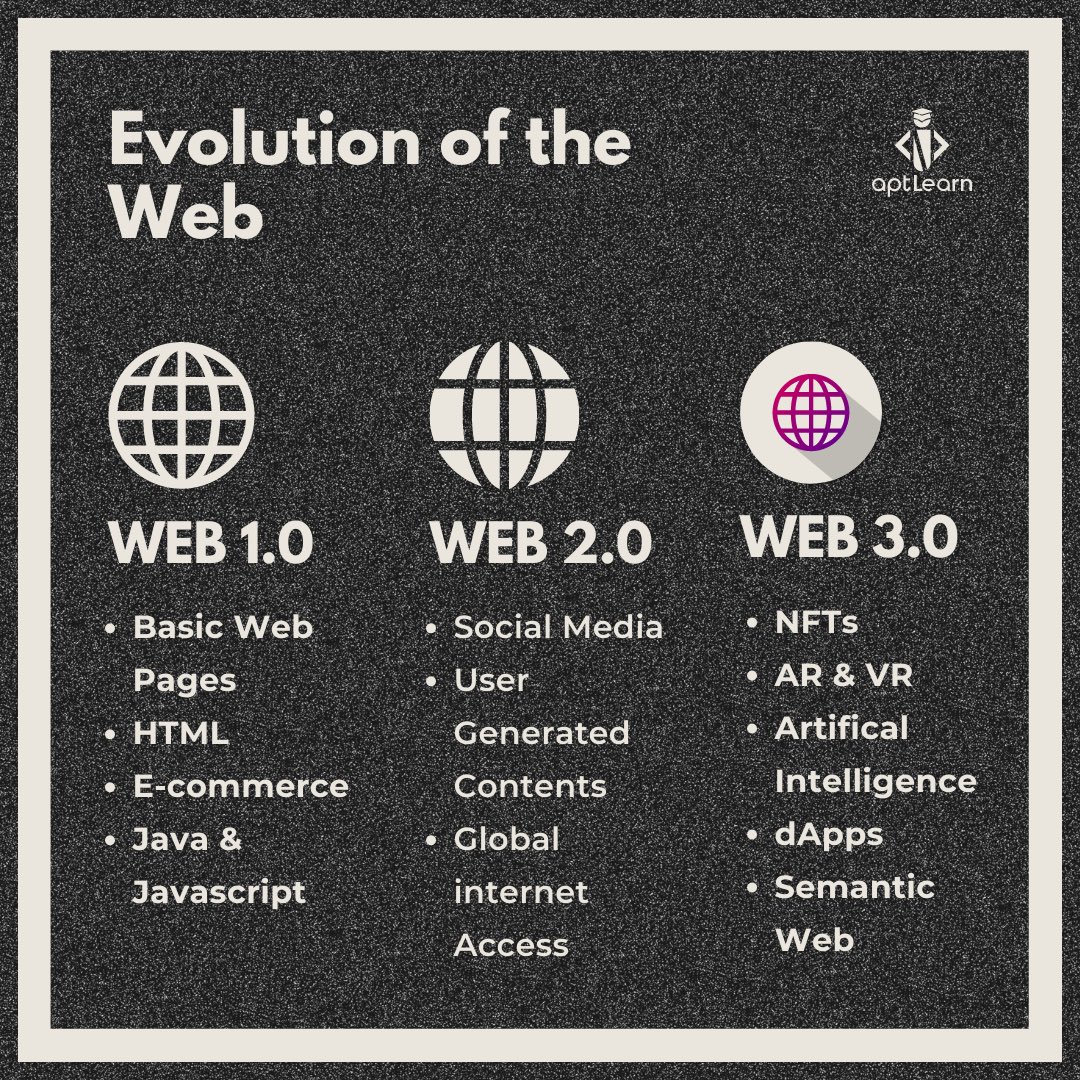 Evolution of the
Web
aptLearn
WEB 1.0
• Basic Web
Pages
• HTML
• E-commerce
• Java &
Javascript
WEB 2.0
• Social Media
• User
Generated
Contents
• Global
internet
Access
WEB 3.0
• NFTs
• AR & VR
• Artifical
Intelligence
• dApps
• Semantic
Web